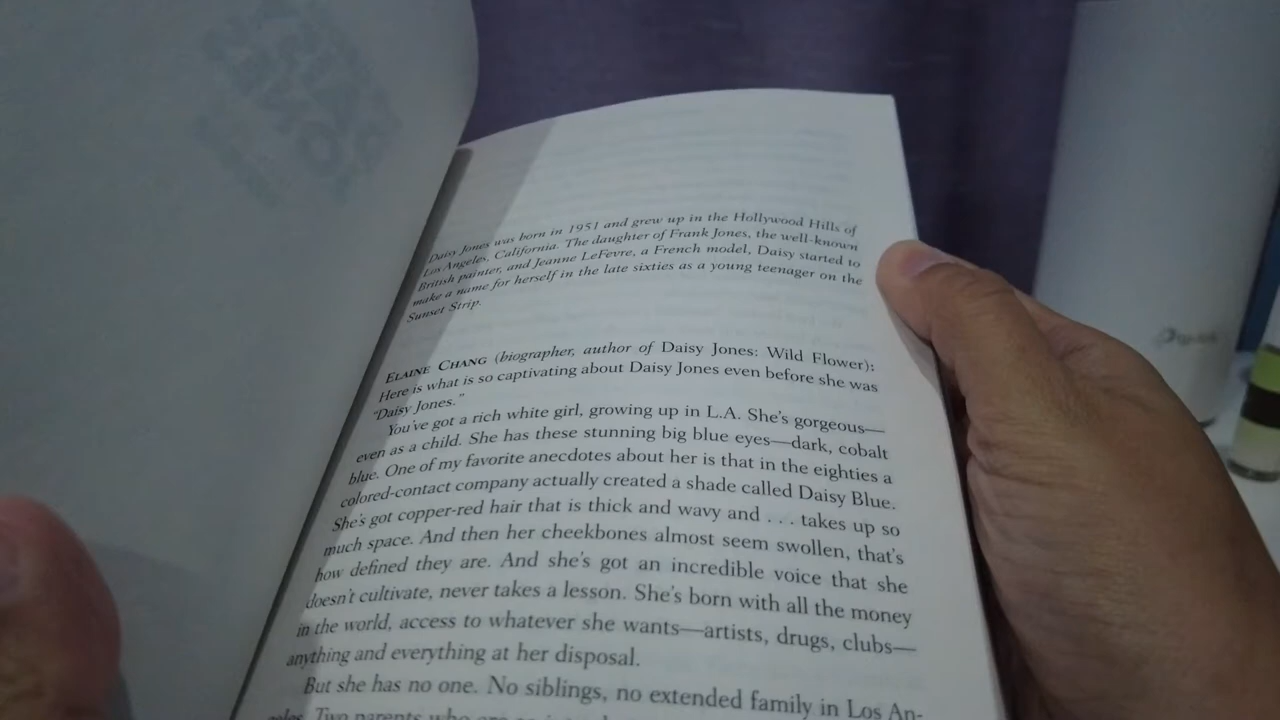 Daisy Jones was born in 1951 and grew up in the Hollywood Hills of
Los Angeles, California. The daughter of Frank Jones, the well-known
British painter, and Jeanne LeFevre, a French model, Daisy started to
make a name for herself in the late sixties as a young teenager on the
Sunset Strip.
ELAINE CHANG (biographer, author of Daisy Jones: Wild Flower):
Here is what is so captivating about Daisy Jones even before she was
“Daisy Jones.”
You’ve got a rich white girl, growing up in L.A. She’s gorgeous—
even as a child. She has these stunning big blue eyes—dark, cobalt
blue. One of my favorite anecdotes about her is that in the eighties a
colored-contact company actually created a shade called Daisy Blue.
She’s got copper-red hair that is thick and wavy and . . . takes up so
much space. And then her cheekbones almost seem swollen, that’s
how defined they are. And she’s got an incredible voice that she
doesn’t cultivate, never takes a lesson. She’s born with all the money
in the world, access to whatever she wants—artists, drugs, clubs—
anything and everything at her disposal.
But she has no one. No siblings, no extended family in Los An-
geles. Two parents who are